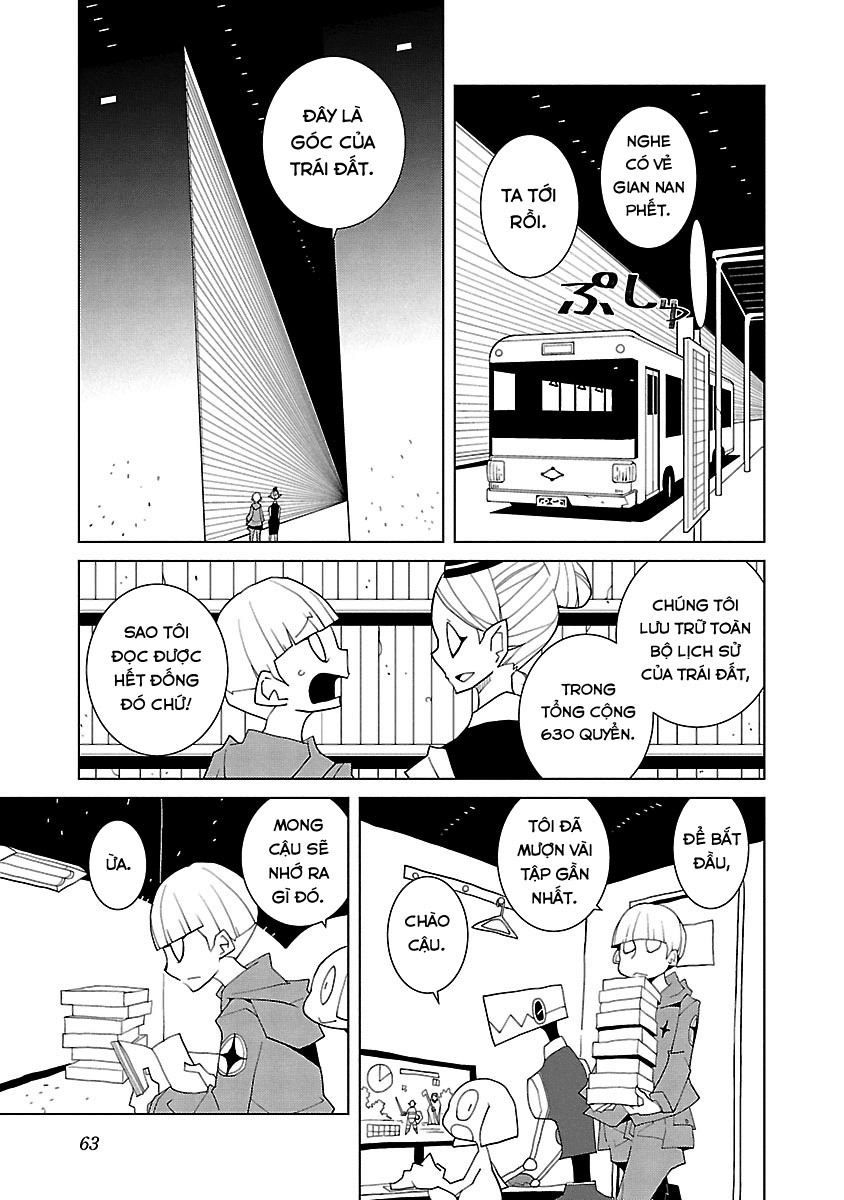 NGHE
CÓ VẺ
GIAN NAN
PHẾT.
TA TỚI
RỒI.
ぷしゅ
ĐÂY LÀ
GÓC CỦA
TRÁI ĐẤT.
CHÚNG TÔI
LƯU TRỮ TOÀN
BỘ LỊCH SỬ
CỦA TRÁI ĐẤT,
TRONG
TỔNG CỘNG
630 QUYỂN.
SAO TÔI
ĐỌC ĐƯỢC
HẾT ĐỐNG
ĐÓ CHỨ!
ĐỂ BẮT
ĐẦU,
TÔI ĐÃ
MƯỢN VÀI
TẬP GẦN
NHẤT.
CHÀO
CẬU.
MONG
CẬU SẼ
NHỚ RA
GÌ ĐÓ.
ỪA.
63